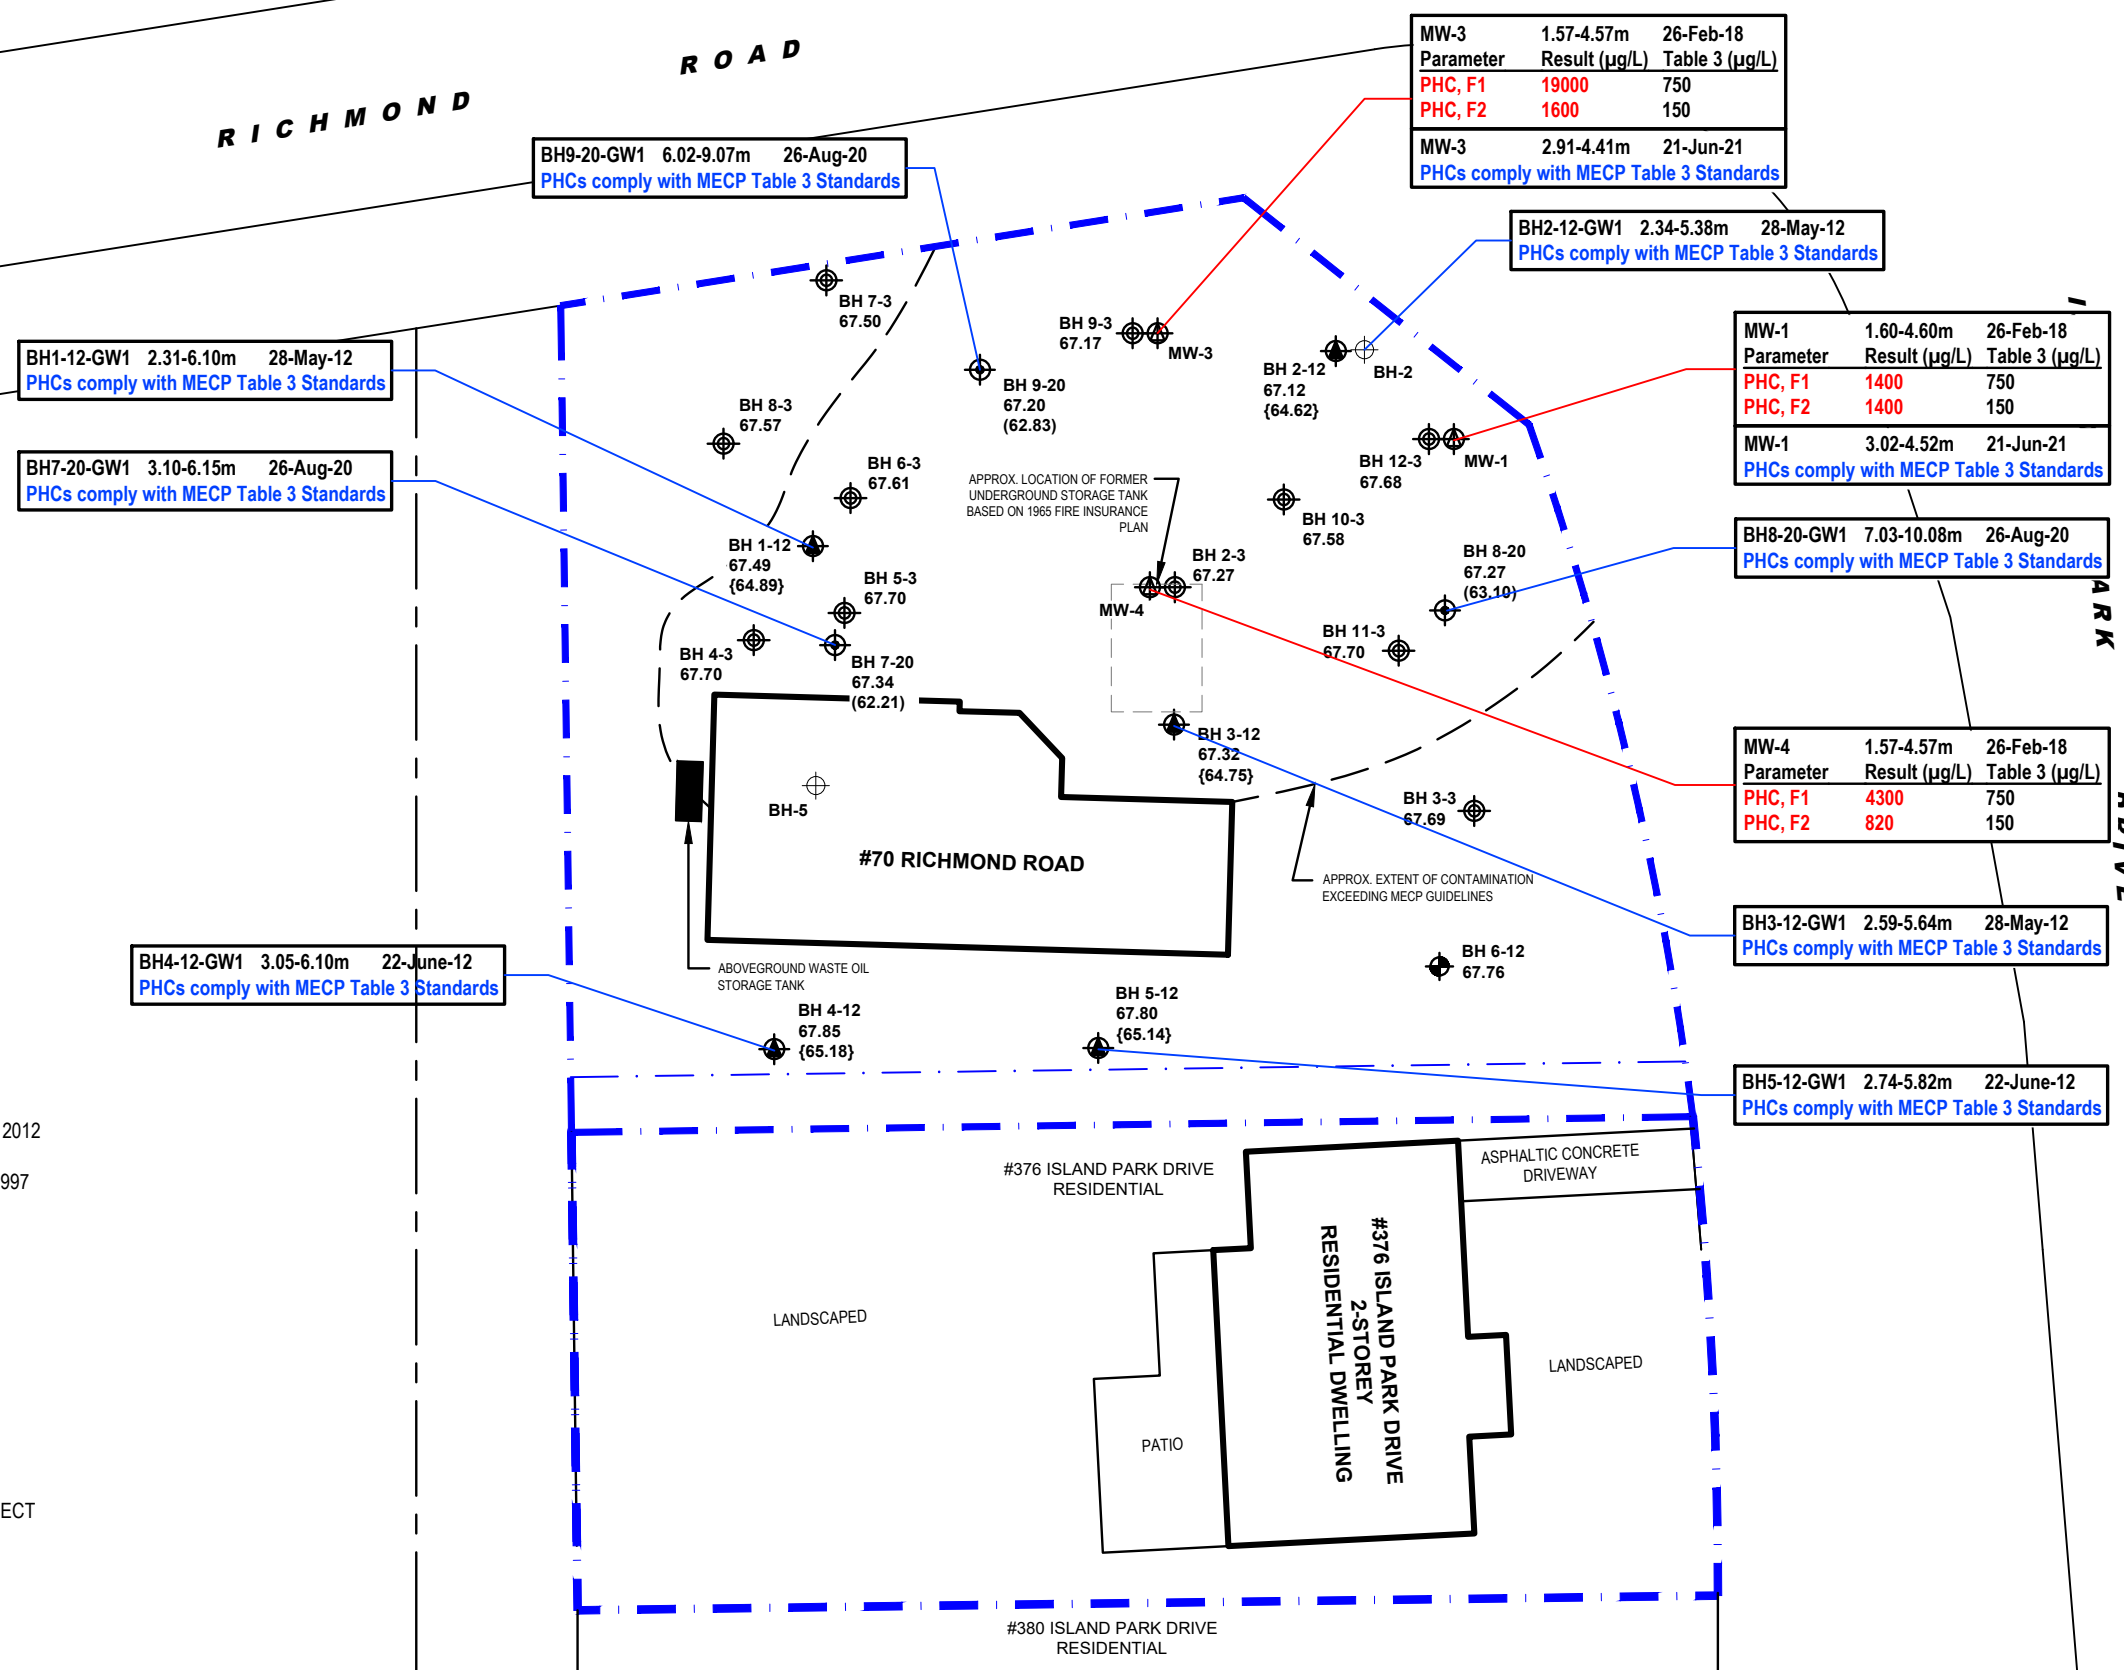 RICHMOND ROAD
MW-3 1.57-4.57m 26-Feb-18
Parameter Result (µg/L) Table 3 (µg/L)
PHC, F1 19000 750
PHC, F2 1600 150
MW-3 2.91-4.41m 21-Jun-21
PHCs comply with MECP Table 3 Standards
BH9-20-GW1 6.02-9.07m 26-Aug-20
PHCs comply with MECP Table 3 Standards
BH2-12-GW1 2.34-5.38m 28-May-12
PHCs comply with MECP Table 3 Standards
BH1-12-GW1 2.31-6.10m 28-May-12
PHCs comply with MECP Table 3 Standards
BH7-20-GW1 3.10-6.15m 26-Aug-20
PHCs comply with MECP Table 3 Standards
MW-1 1.60-4.60m 26-Feb-18
Parameter Result (µg/L) Table 3 (µg/L)
PHC, F1 1400 750
PHC, F2 1400 150
MW-1 3.02-4.52m 21-Jun-21
PHCs comply with MECP Table 3 Standards
BH8-20-GW1 7.03-10.08m 26-Aug-20
PHCs comply with MECP Table 3 Standards
ARK
BH 7-3
67.50
BH 9-3
67.17
MW-3
BH 9-20
67.20
(62.83)
BH 2-12
67.12
{64.62}
BH-2
BH 8-3
67.57
BH 6-3
67.61
BH 12-3
67.68
MW-1
APPROX. LOCATION OF FORMER
UNDERGROUND STORAGE TANK
BASED ON 1965 FIRE INSURANCE
PLAN
BH 10-3
67.58
BH 1-12
67.49
{64.89}
BH 5-3
67.70
BH 2-3
67.27
MW-4
BH 8-20
67.27
(63.10)
BH 4-3
67.70
BH 7-20
67.34
(62.21)
BH 11-3
67.70
BH 3-12
67.32
{64.75}
MW-4 1.57-4.57m 26-Feb-18
Parameter Result (µg/L) Table 3 (µg/L)
PHC, F1 4300 750
PHC, F2 820 150
BH-5
#70 RICHMOND ROAD
BH 3-3
67.69
APPROX. EXTENT OF CONTAMINATION
EXCEEDING MECP GUIDELINES
BH3-12-GW1 2.59-5.64m 28-May-12
PHCs comply with MECP Table 3 Standards
BH4-12-GW1 3.05-6.10m 22-June-12
PHCs comply with MECP Table 3 Standards
ABOVEGROUND WASTE OIL
STORAGE TANK
BH 6-12
67.76
BH 4-12
67.85
{65.18}
BH 5-12
67.80
{65.14}
BH5-12-GW1 2.74-5.82m 22-June-12
PHCs comply with MECP Table 3 Standards
2012
997
#376 ISLAND PARK DRIVE
RESIDENTIAL
ASPHALTIC CONCRETE
DRIVEWAY
#376 ISLAND PARK DRIVE
2-STOREY
RESIDENTIAL DWELLING
LANDSCAPED
LANDSCAPED
PATIO
ECT
#380 ISLAND PARK DRIVE
RESIDENTIAL